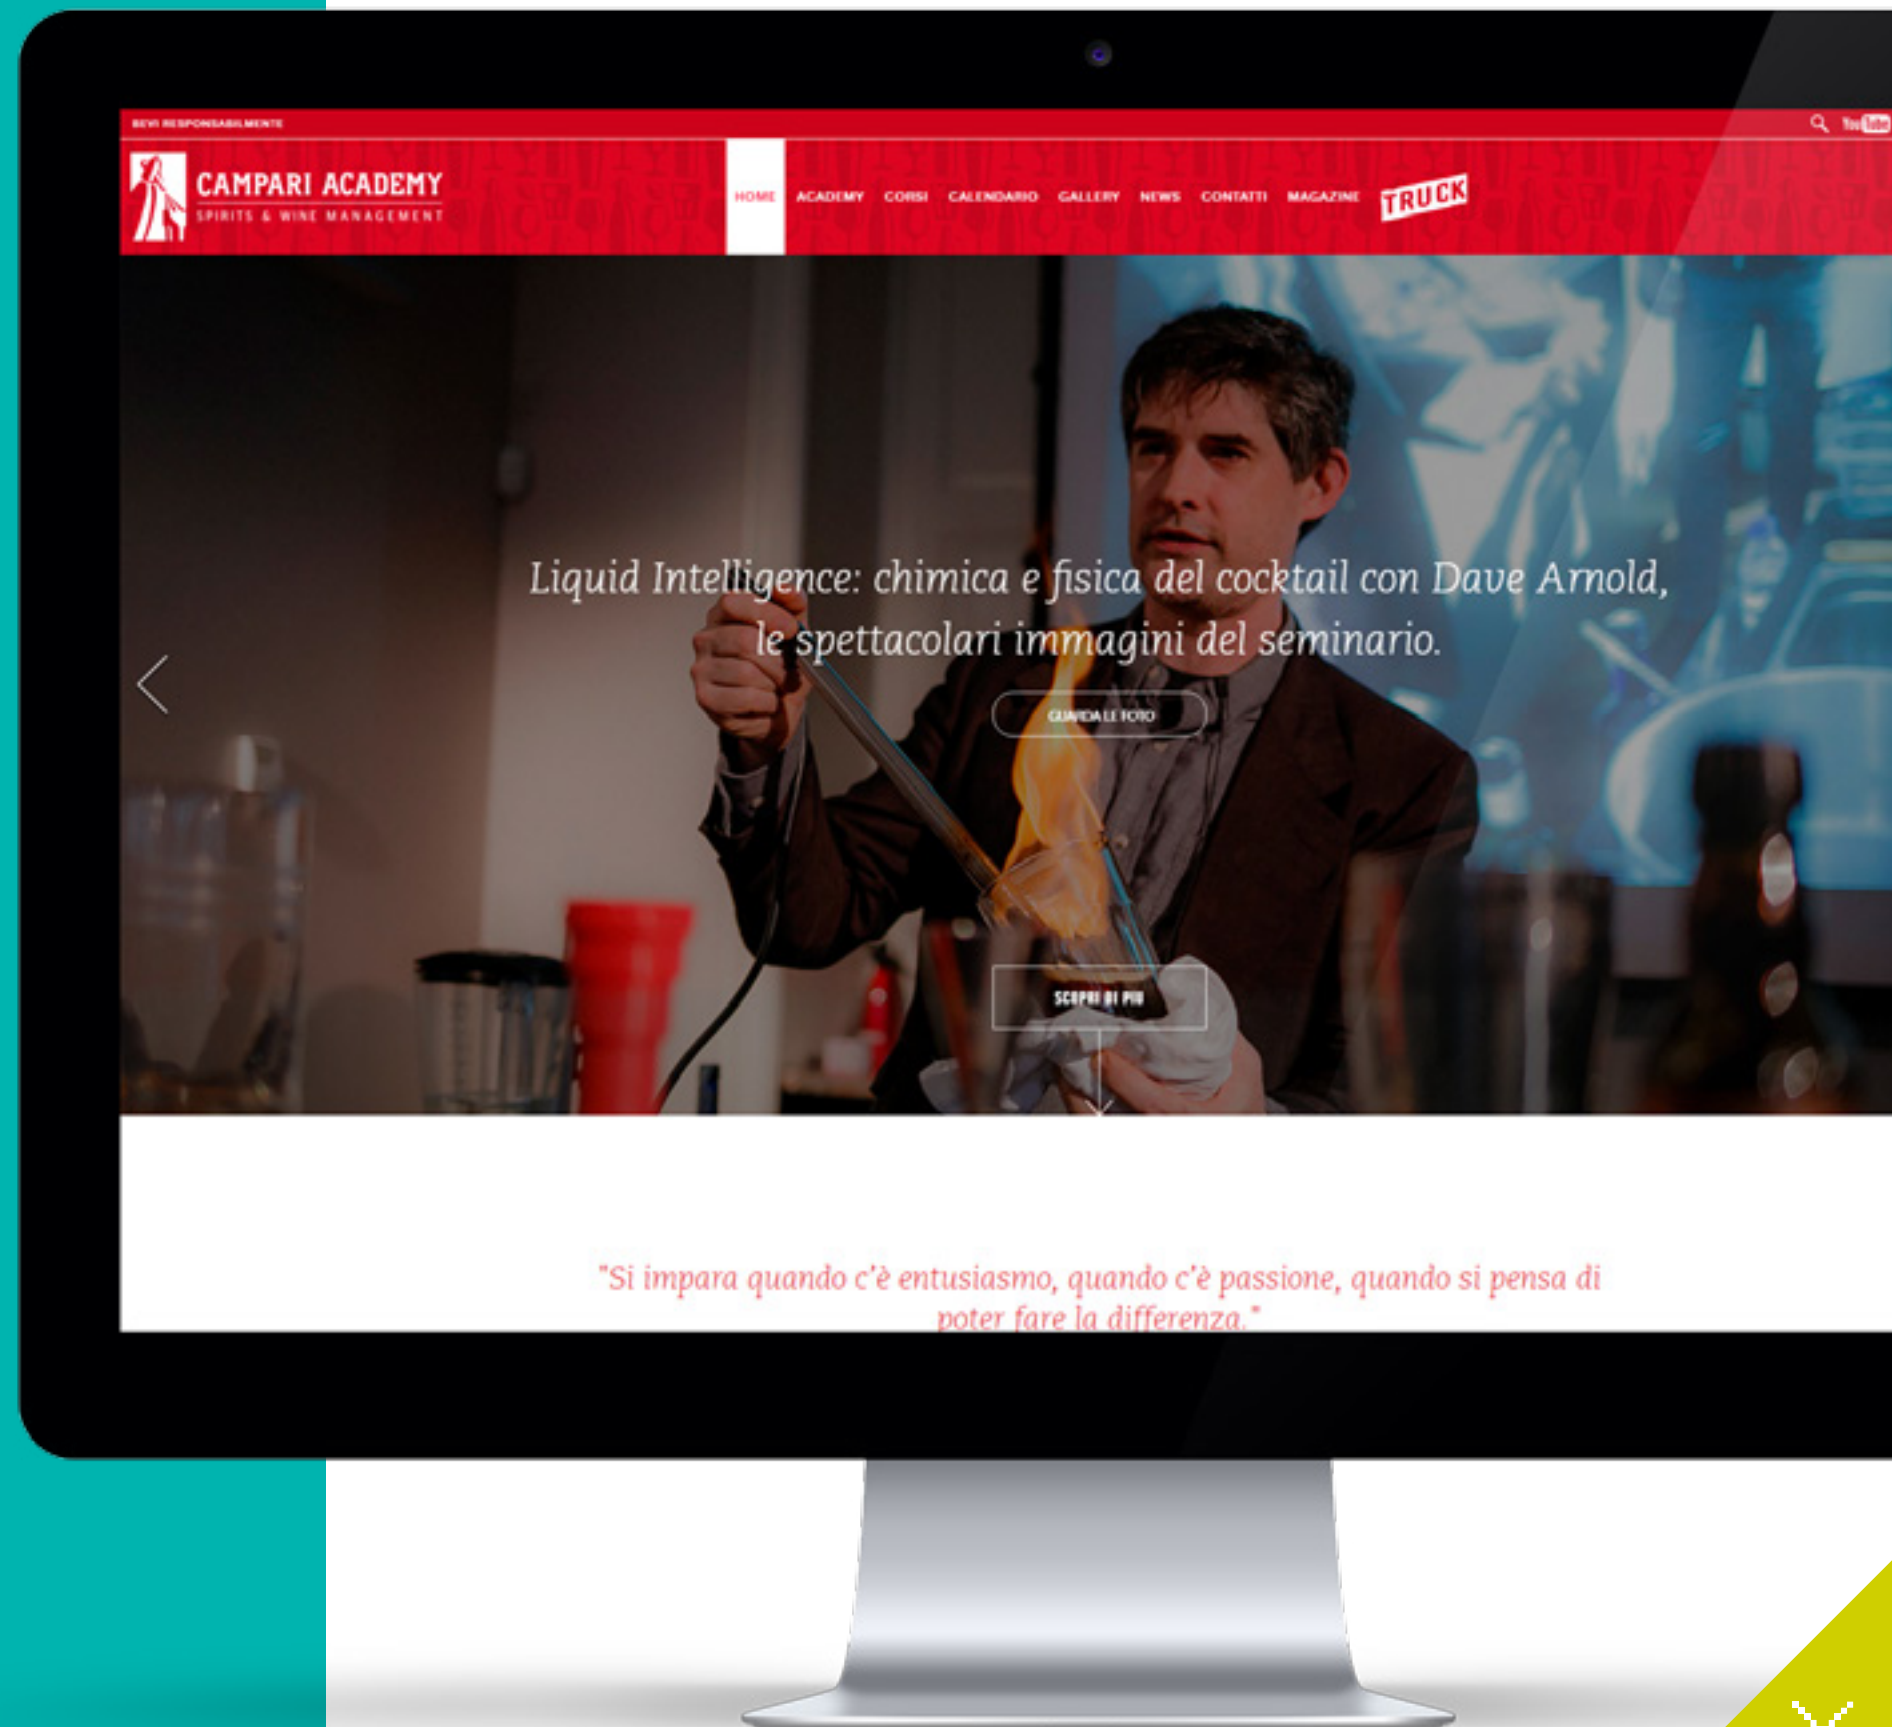 BEVI RESPONSABILMENTE
YouTube
CAMPARI ACADEMY
SPIRITS & WINE MANAGEMENT
HOME ACADEMY CORSI CALENDARIO GALLERY NEWS CONTATTI MAGAZINE TRUCK
Liquid Intelligence: chimica e fisica del cocktail con Dave Arnold,
le spettacolari immagini del seminario.
GUARDA LE FOTO
SCOPRI DI PIU
"Si impara quando c'è entusiasmo, quando c'è passione, quando si pensa di
poter fare la differenza."